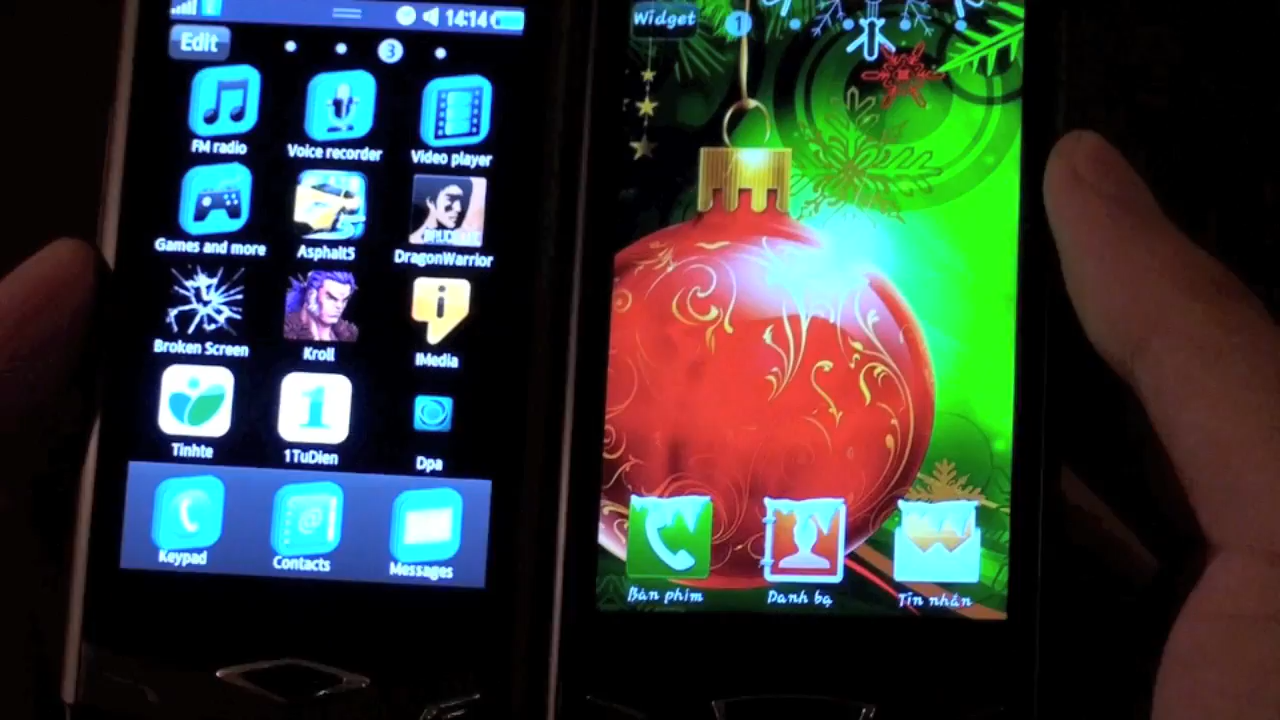 14:14
Edit
3
FM radio
Voice recorder
Video player
Games and more
Asphalt5
DragonWarrior
Broken Screen
Kroll
IMedia
1
Tinhte
1TuDien
Dpa
Keypad
Contacts
Messages
Widget
1
Bàn phím
Danh bạ
Tin nhắn